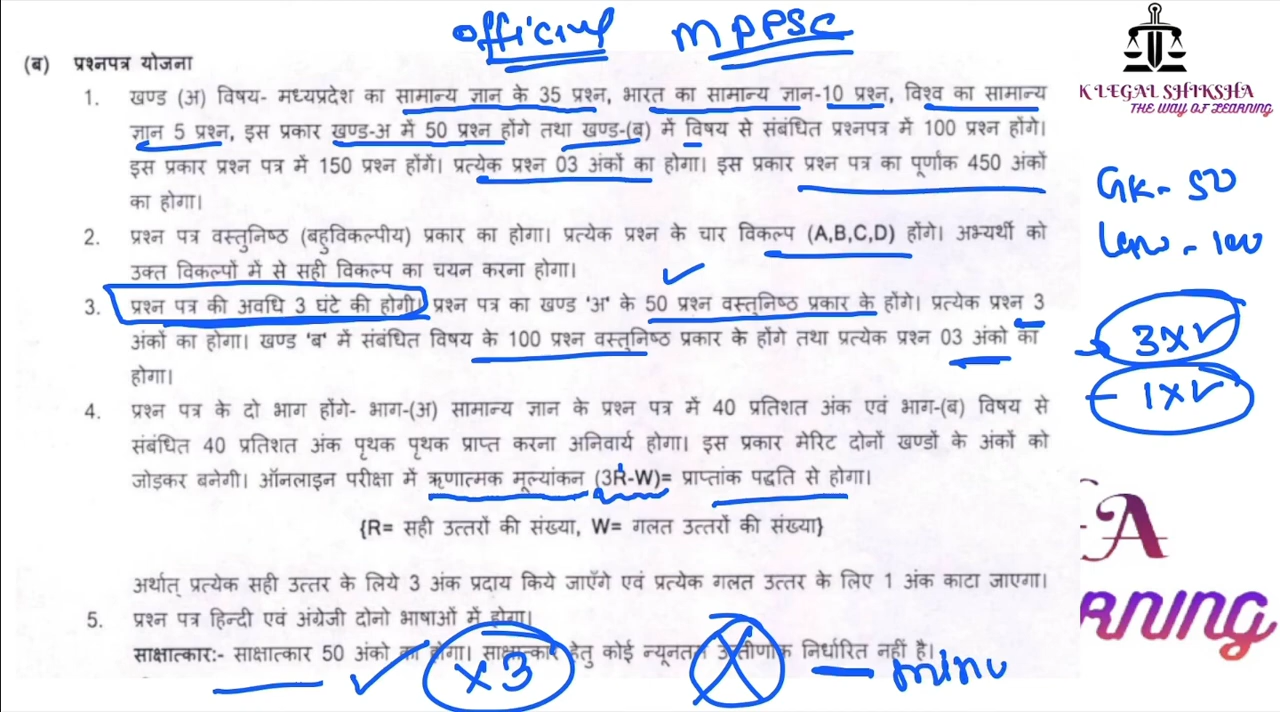 official MPPSC
(ब) प्रश्नपत्र योजना
1. खण्ड (अ) विषय- मध्यप्रदेश का सामान्य ज्ञान के 35 प्रश्न, भारत का सामान्य ज्ञान-10 प्रश्न, विश्व का सामान्य
ज्ञान 5 प्रश्न, इस प्रकार खण्ड-अ में 50 प्रश्न होंगे तथा खण्ड-(ब) में विषय से संबंधित प्रश्नपत्र में 100 प्रश्न होंगे।
इस प्रकार प्रश्न पत्र में 150 प्रश्न होंगें। प्रत्येक प्रश्न 03 अंकों का होगा। इस प्रकार प्रश्न पत्र का पूर्णांक 450 अंकों
का होगा।
2. प्रश्न पत्र वस्तुनिष्ठ (बहुविकल्पीय) प्रकार का होगा। प्रत्येक प्रश्न के चार विकल्प (A,B,C,D) होंगे। अभ्यर्थी को
उक्त विकल्पों में से सही विकल्प का चयन करना होगा।
3. प्रश्न पत्र की अवधि 3 घंटे की होगी। प्रश्न पत्र का खण्ड 'अ' के 50 प्रश्न वस्तुनिष्ठ प्रकार के होंगे। प्रत्येक प्रश्न 3
अंकों का होगा। खण्ड 'ब' में संबंधित विषय के 100 प्रश्न वस्तुनिष्ठ प्रकार के होंगे तथा प्रत्येक प्रश्न 03 अंको का
होगा।
4. प्रश्न पत्र के दो भाग होंगे- भाग-(अ) सामान्य ज्ञान के प्रश्न पत्र में 40 प्रतिशत अंक एवं भाग-(ब) विषय से
संबंधित 40 प्रतिशत अंक पृथक पृथक प्राप्त करना अनिवार्य होगा। इस प्रकार मेरिट दोनों खण्डों के अंकों को
जोड़कर बनेगी। ऑनलाइन परीक्षा में ऋणात्मक मूल्यांकन (3R-W)= प्राप्तांक पद्धति से होगा।
{R= सही उत्तरों की संख्या, W= गलत उत्तरों की संख्या}
अर्थात् प्रत्येक सही उत्तर के लिये 3 अंक प्रदाय किये जाएँगे एवं प्रत्येक गलत उत्तर के लिए 1 अंक काटा जाएगा।
5. प्रश्न पत्र हिन्दी एवं अंग्रेजी दोनो भाषाओं में होगा।
साक्षात्कार:- साक्षात्कार 50 अंको का होगा। साक्षात्कार हेतु कोई न्यूनतम निर्धारित नहीं है।
×3
K LEGAL SHIKSHA
THE WAY OF LEARNING
GK- 50
- 100
3×
1×
A
RNING